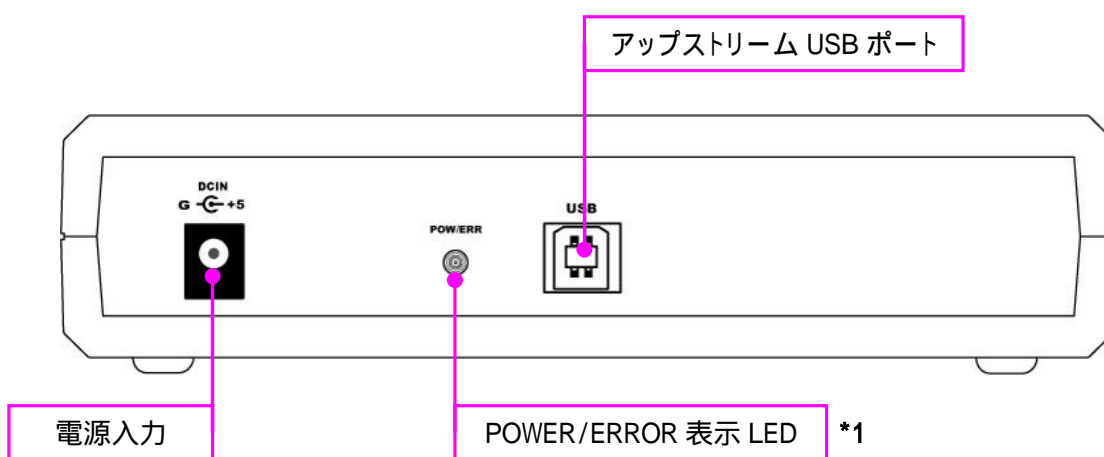 アップストリーム USB ポート
DCIN
G +5
POW/ERR
USB
電源入力
POWER/ERROR 表示 LED *1